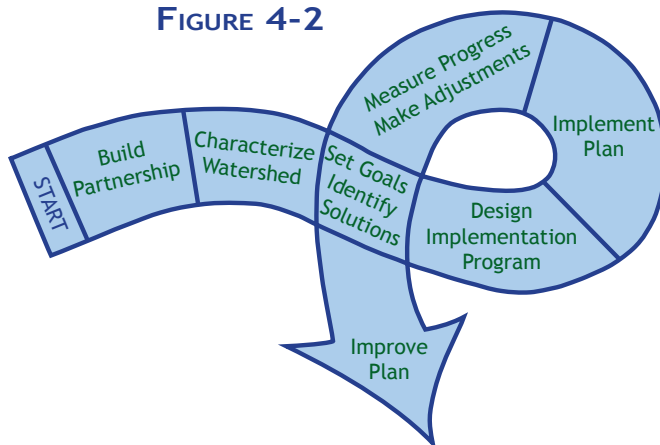 FIGURE 4-2
START
Build
Partnership
Characterize
Watershed
Set Goals
Identify
Solutions
Design
Implementation
Program
Implement
Plan
Measure Progress
Make Adjustments
Improve
Plan